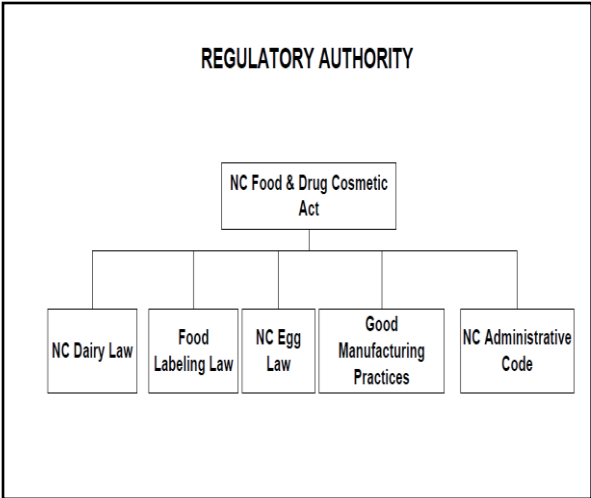 REGULATORY AUTHORITY
NC Food & Drug Cosmetic
Act
NC Dairy Law
Food
Labeling Law
NC Egg
Law
Good
Manufacturing
Practices
NC Administrative
Code